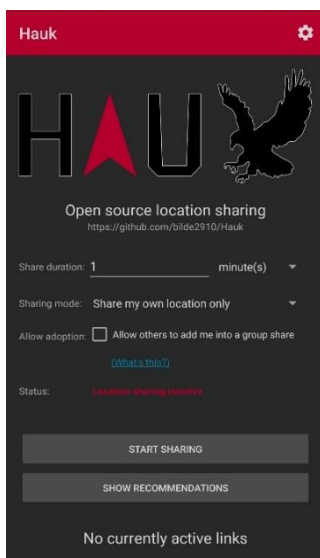 Hauk
HAUK
Open source location sharing
https://github.com/bilde2910/Hauk
Share duration: 1 minute(s)
Sharing mode: Share my own location only
Allow adoption: Allow others to add me into a group share
(What's this?)
Status: Location sharing inactive
START SHARING
SHOW RECOMMENDATIONS
No currently active links